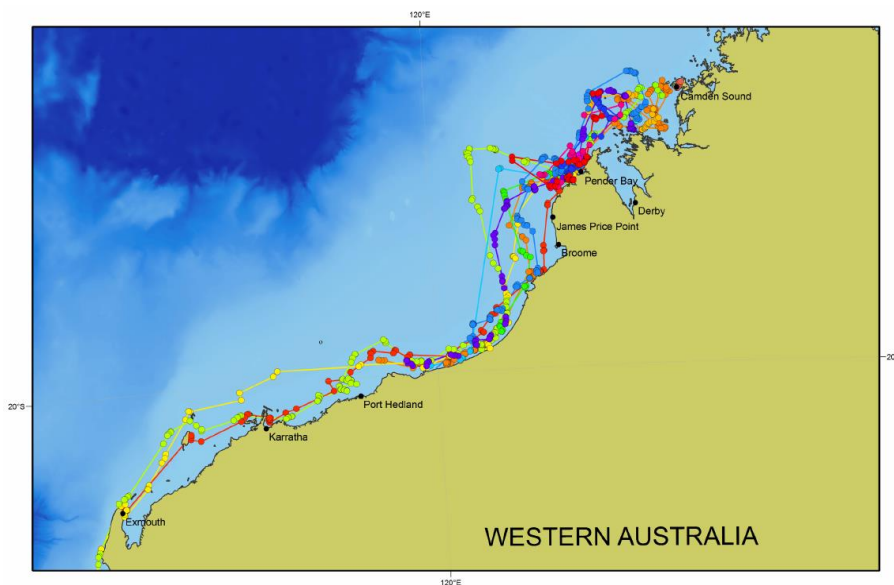 120°E
Camden Sound
Pender Bay
Derby
James Price Point
Broome
20°S
Port Hedland
Karratha
Exmouth
WESTERN AUSTRALIA
120°E